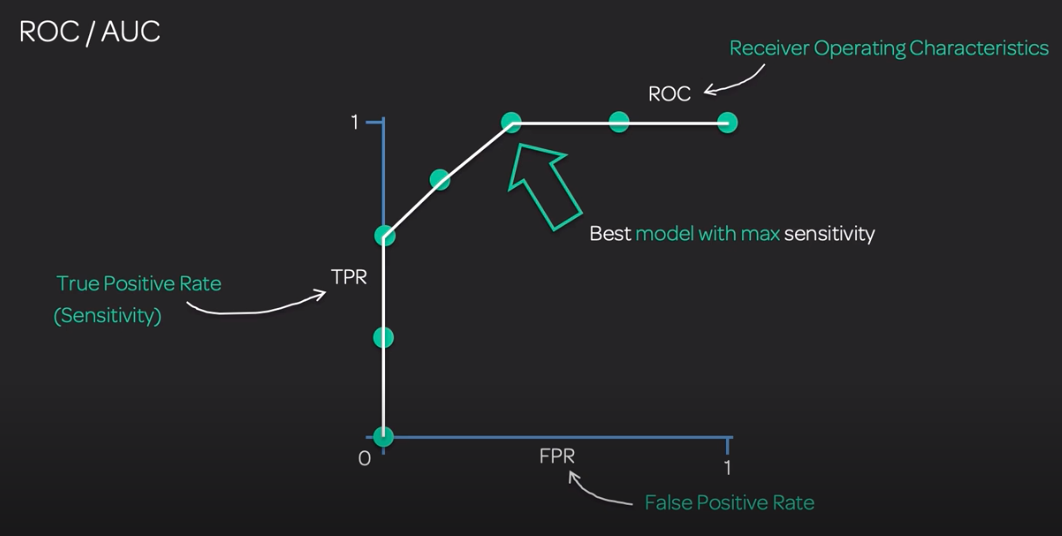 ROC / AUC
Receiver Operating Characteristics
ROC
1
Best model with max sensitivity
True Positive Rate
(Sensitivity)
TPR
0
FPR
1
False Positive Rate